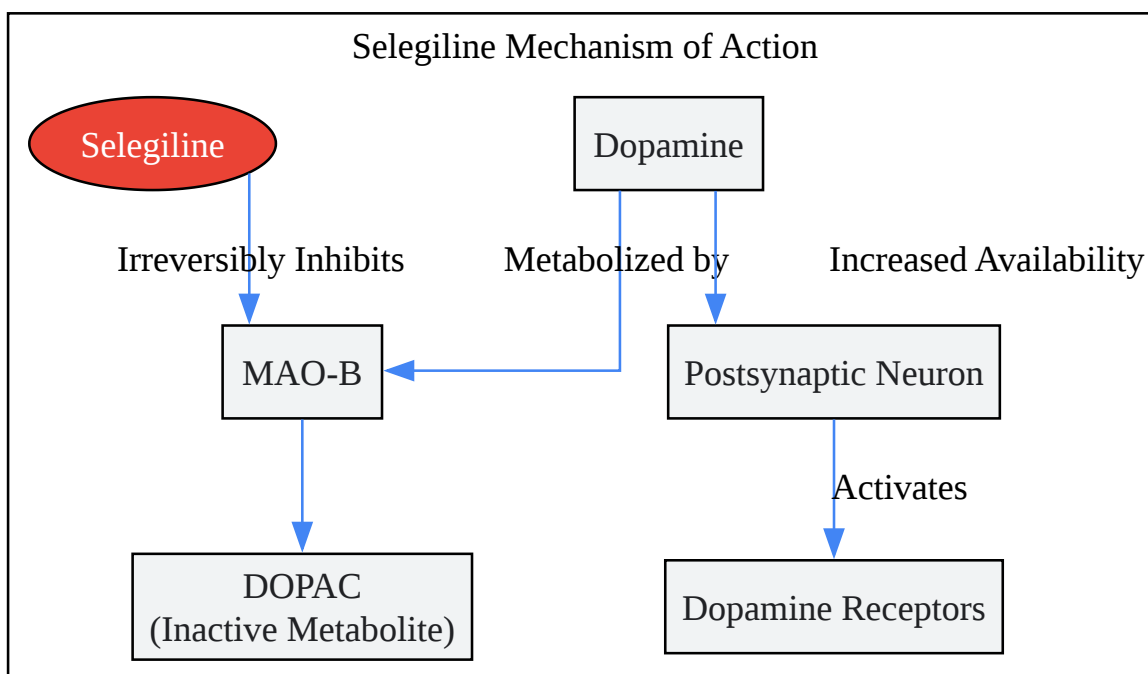 Selegiline Mechanism of Action
Selegiline
Dopamine
Irreversibly Inhibits
Metabolized by
Increased Availability
MAO-B
Postsynaptic Neuron
Activates
DOPAC
(Inactive Metabolite)
Dopamine Receptors